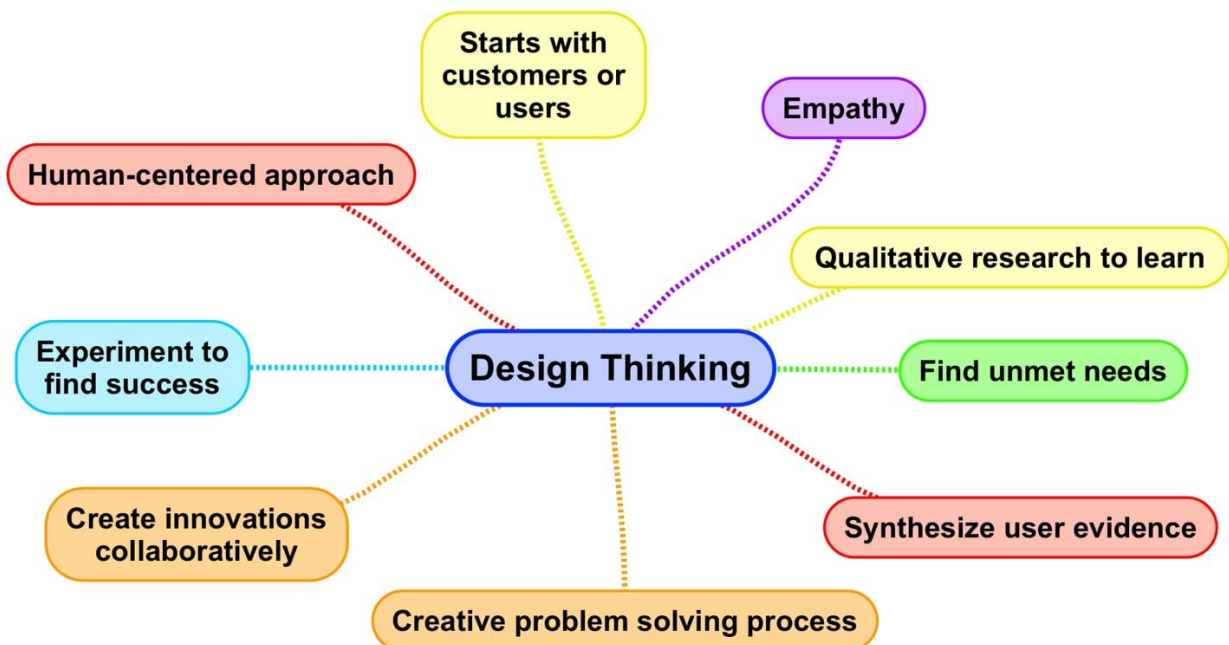 Starts with
customers or
users
Empathy
Human-centered approach
Qualitative research to learn
Experiment to
find success
Design Thinking
Find unmet needs
Create innovations
collaboratively
Synthesize user evidence
Creative problem solving process